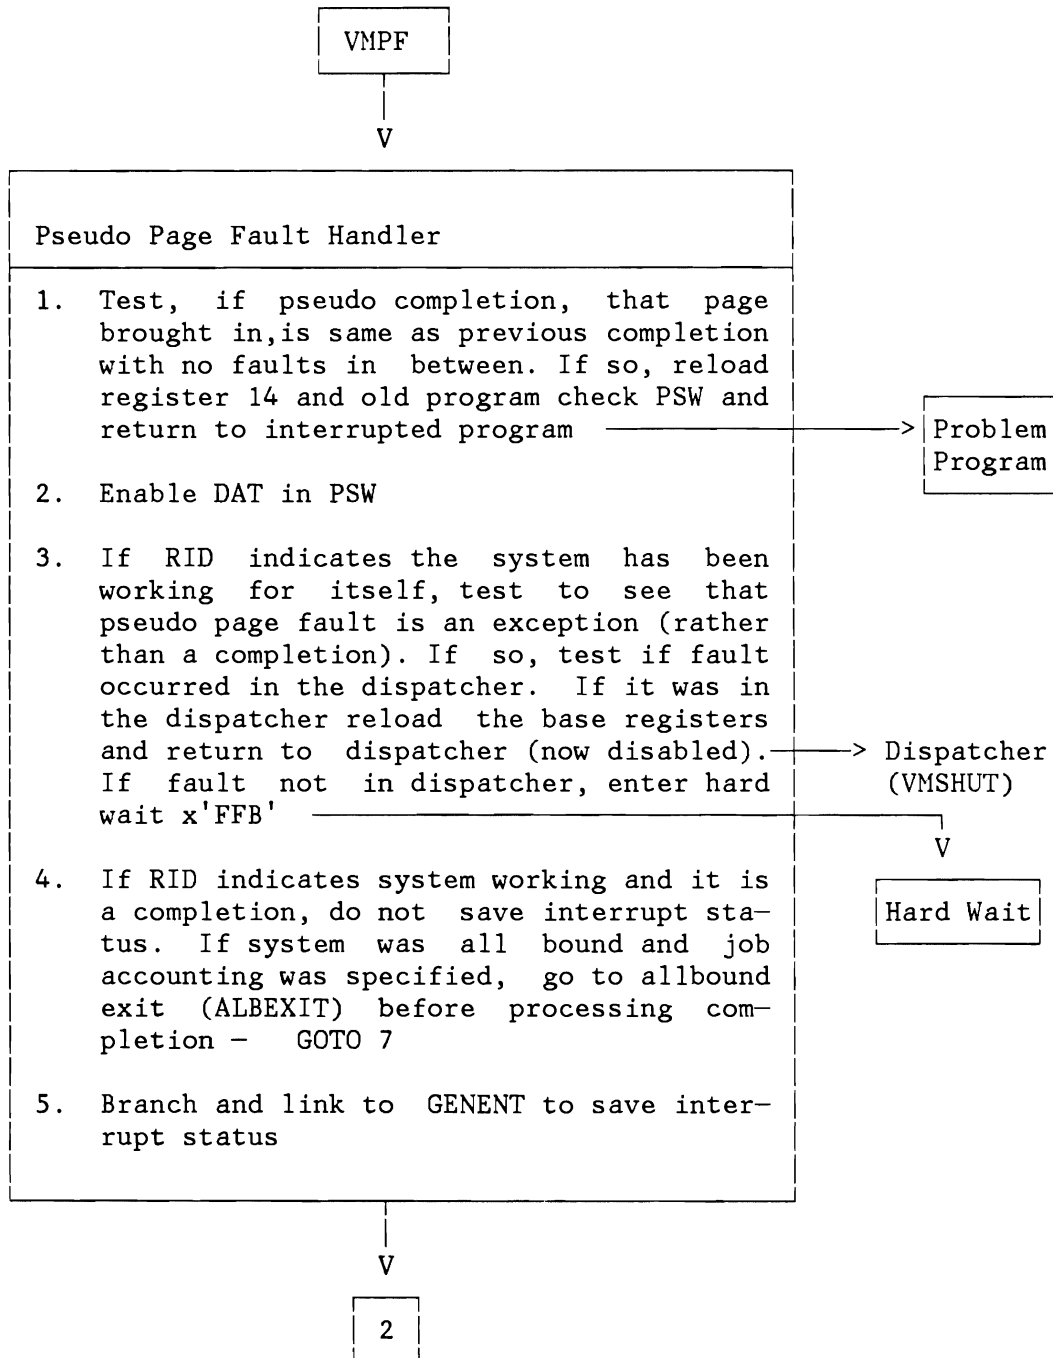 VMPF
V
Pseudo Page Fault Handler
1. Test, if pseudo completion, that page
brought in,is same as previous completion
with no faults in between. If so, reload
register 14 and old program check PSW and
return to interrupted program ————> Problem
Program
2. Enable DAT in PSW
3. If RID indicates the system has been
working for itself, test to see that
pseudo page fault is an exception (rather
than a completion). If so, test if fault
occurred in the dispatcher. If it was in
the dispatcher reload the base registers
and return to dispatcher (now disabled).————> Dispatcher
If fault not in dispatcher, enter hard (VMSHUT)
wait x'FFB'
V
4. If RID indicates system working and it is
a completion, do not save interrupt sta—
Hard Wait
tus. If system was all bound and job
accounting was specified, go to allbound
exit (ALBEXIT) before processing com—
pletion — GOTO 7
5. Branch and link to GENENT to save inter—
rupt status
V
2